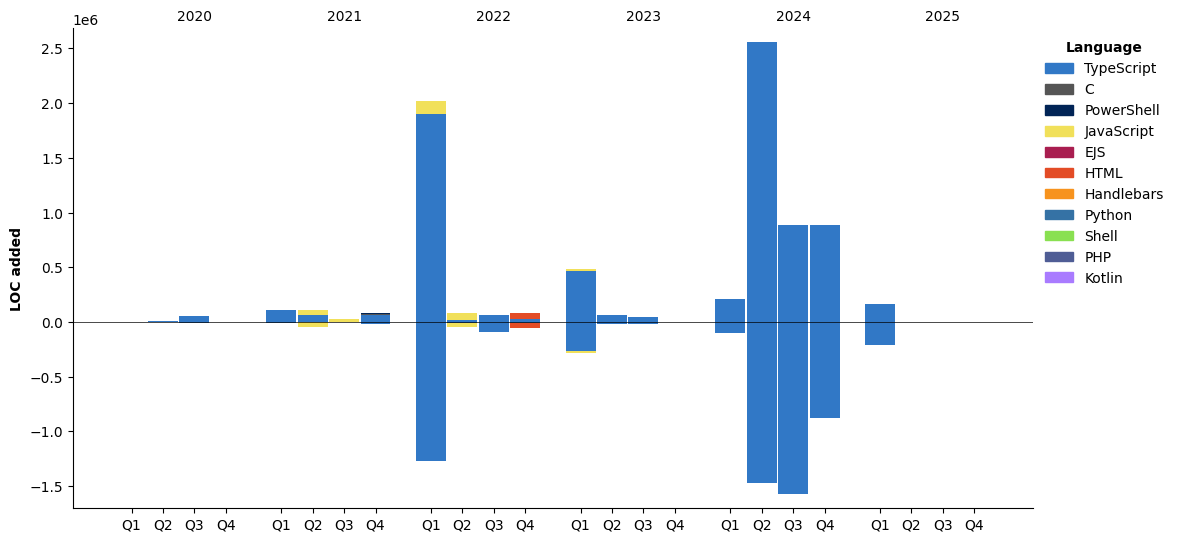 1e6
2020 2021 2022 2023 2024 2025
2.5
2.0
1.5
1.0
0.5
0.0
−0.5
−1.0
−1.5
LOC added
Q1 Q2 Q3 Q4 Q1 Q2 Q3 Q4 Q1 Q2 Q3 Q4 Q1 Q2 Q3 Q4 Q1 Q2 Q3 Q4 Q1 Q2 Q3 Q4
Language
TypeScript
C
PowerShell
JavaScript
EJS
HTML
Handlebars
Python
Shell
PHP
Kotlin